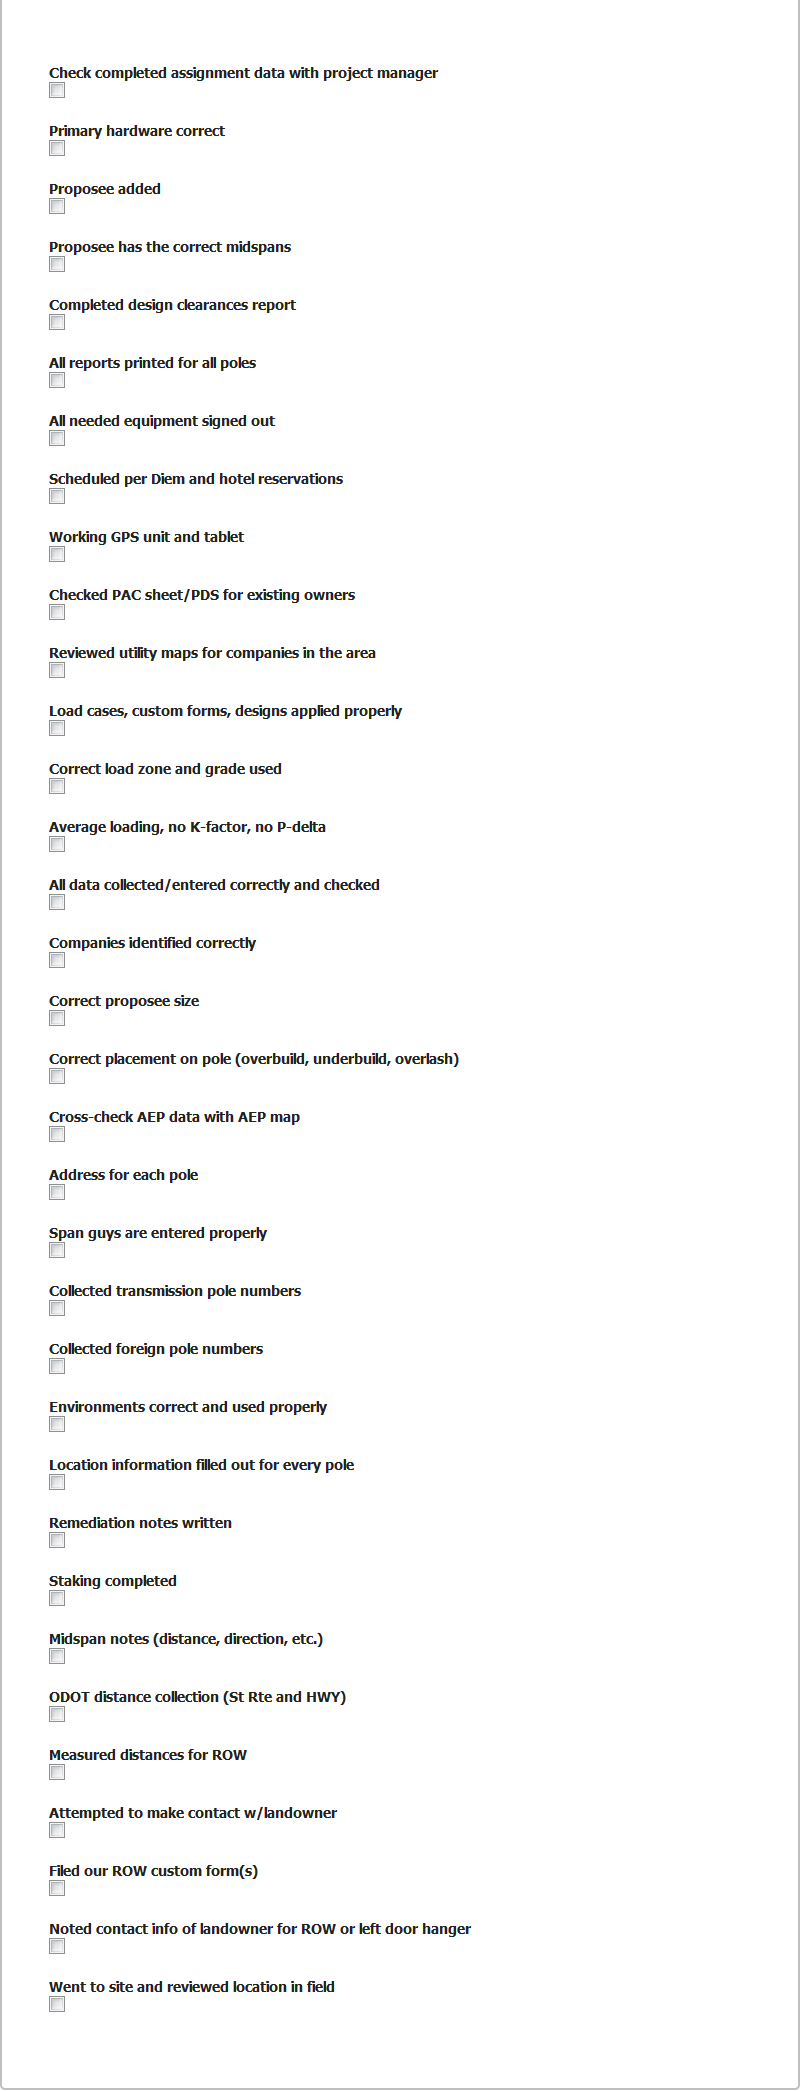 Check completed assignment data with project manager
Primary hardware correct
Proposee added
Proposee has the correct midspans
Completed design clearances report
All reports printed for all poles
All needed equipment signed out
Scheduled per Diem and hotel reservations
Working GPS unit and tablet
Checked PAC sheet/PDS for existing owners
Reviewed utility maps for companies in the area
Load cases, custom forms, designs applied properly
Correct load zone and grade used
Average loading, no K-factor, no P-delta
All data collected/entered correctly and checked
Companies identified correctly
Correct proposee size
Correct placement on pole (overbuild, underbuild, overlash)
Cross-check AEP data with AEP map
Address for each pole
Span guys are entered properly
Collected transmission pole numbers
Collected foreign pole numbers
Environments correct and used properly
Location information filled out for every pole
Remediation notes written
Staking completed
Midspan notes (distance, direction, etc.)
ODOT distance collection (St Rte and HWY)
Measured distances for ROW
Attempted to make contact w/landowner
Filed our ROW custom form(s)
Noted contact info of landowner for ROW or left door hanger
Went to site and reviewed location in field